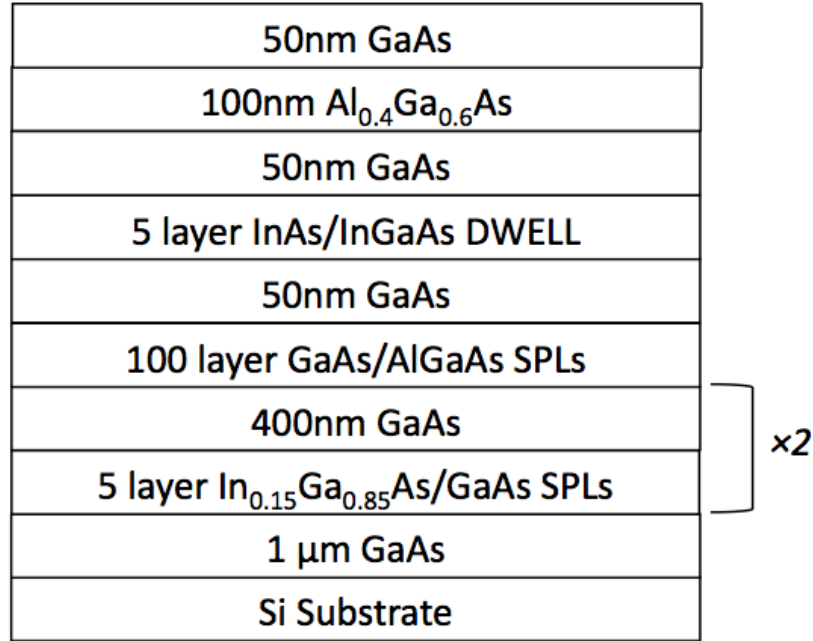 50nm GaAs
100nm Al₀.₄Ga₀.₆As
50nm GaAs
5 layer InAs/InGaAs DWELL
50nm GaAs
100 layer GaAs/AlGaAs SPLs
400nm GaAs
×2
5 layer In₀.₁₅Ga₀.₈₅As/GaAs SPLs
1 μm GaAs
Si Substrate